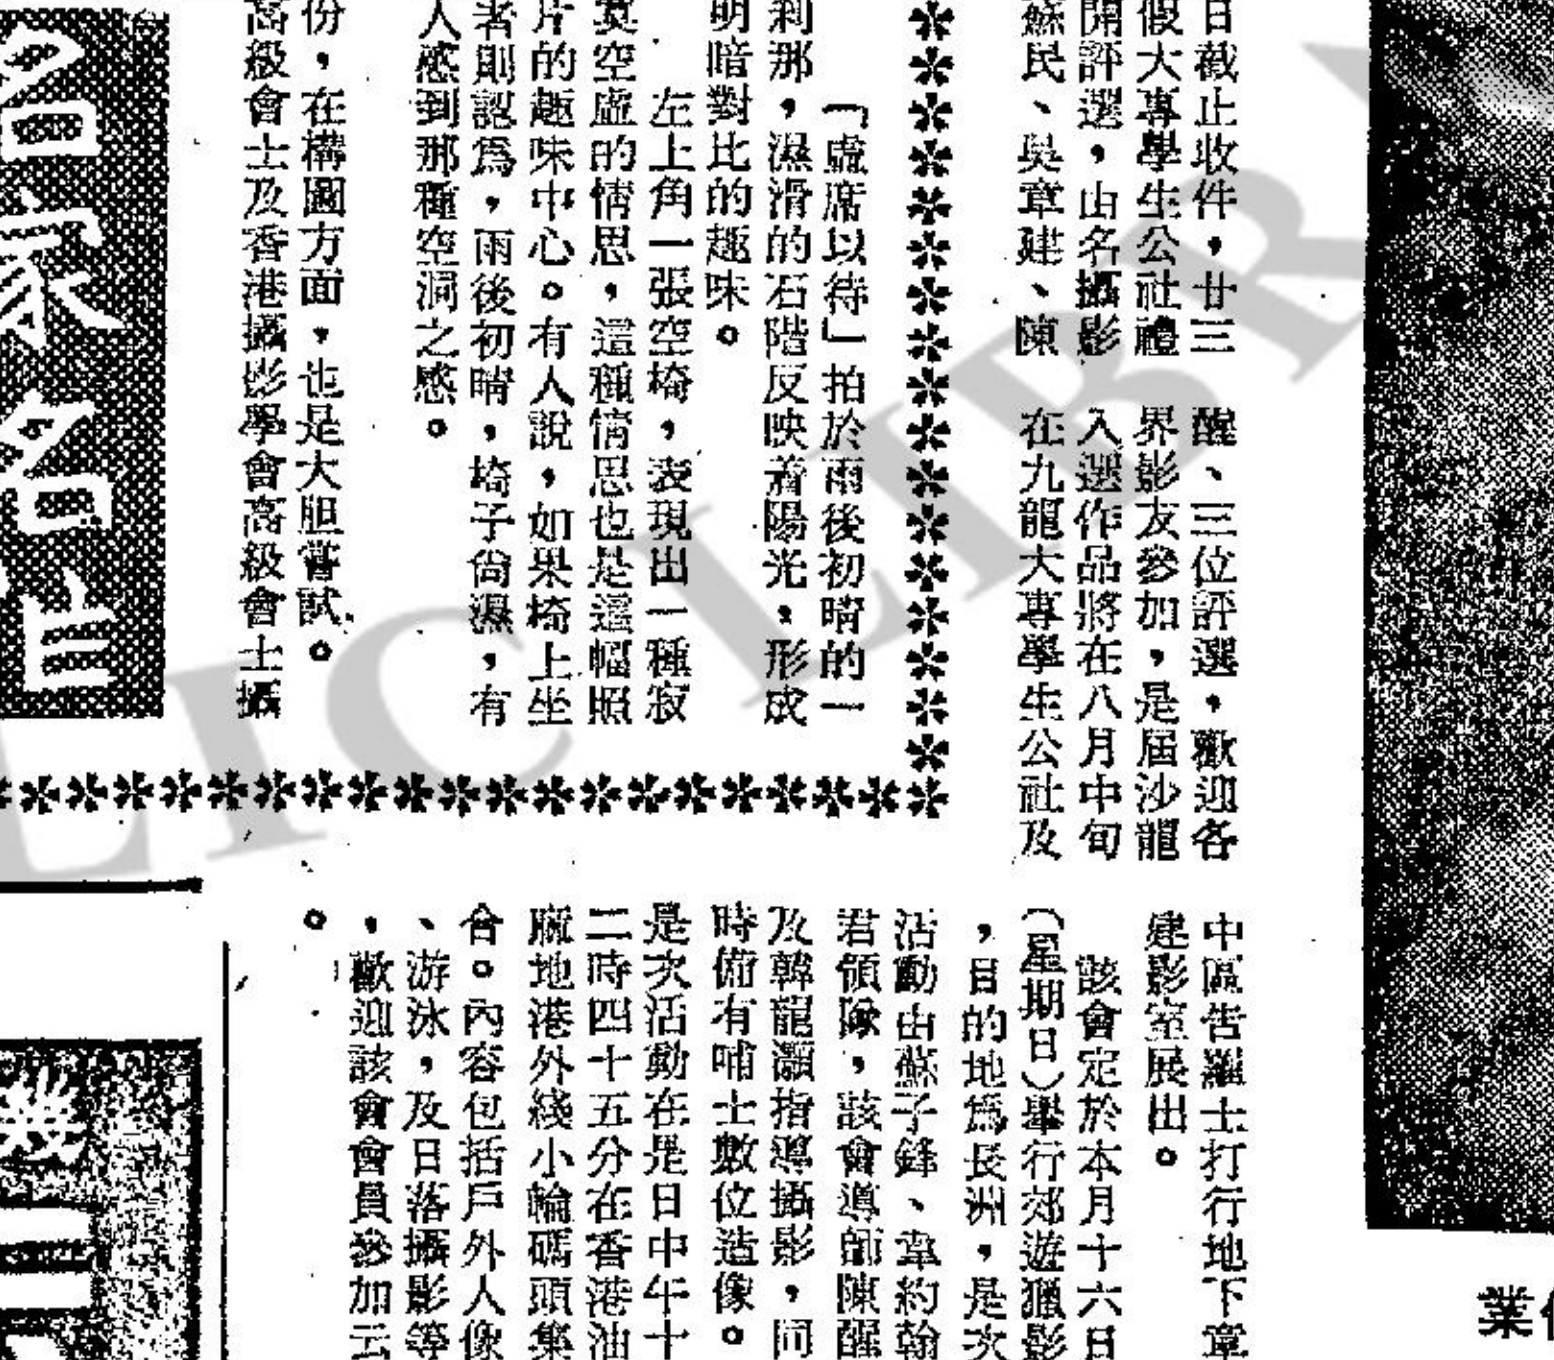 日截止收件，廿三
假大專學生公社禮
開評選，由名攝影
蘇民、吳章建、陳
醒、三位評選，歡迎各
界影友參加，是屆沙龍
入選作品將在八月中旬
在九龍大專學生公社及
中區告羅士打行地下章
建影室展出。
該會定於本月十六日
（星期日）舉行郊遊獵影
，目的地爲長洲，是次
活動由蘇子鋒、韋約翰
君領隊，該會導師陳醒
及韓龍灝指導攝影，同
時備有哺士數位造像。
是次活動在是日中午十
二時四十五分在香港油
蔴地港外綫小輪碼頭集
合。內容包括戶外人像
、游泳，及日落攝影等
，歡迎該會會員參加云
。
「虛席以待」拍於雨後初晴的一
刹那，濕滑的石階反映着陽光，形成
明暗對比的趣味。
左上角一張空椅，表現出一種寂
寞空虛的情思，這種情思也是這幅照
片的趣味中心。有人說，如果椅上坐
者則認爲，雨後初晴，椅子尙濕，有
人感到那種空洞之感。
份，在構圖方面，也是大胆嘗試。
高級會士及香港攝影學會高級會士攝
名家名作
業
LIC LIBRA